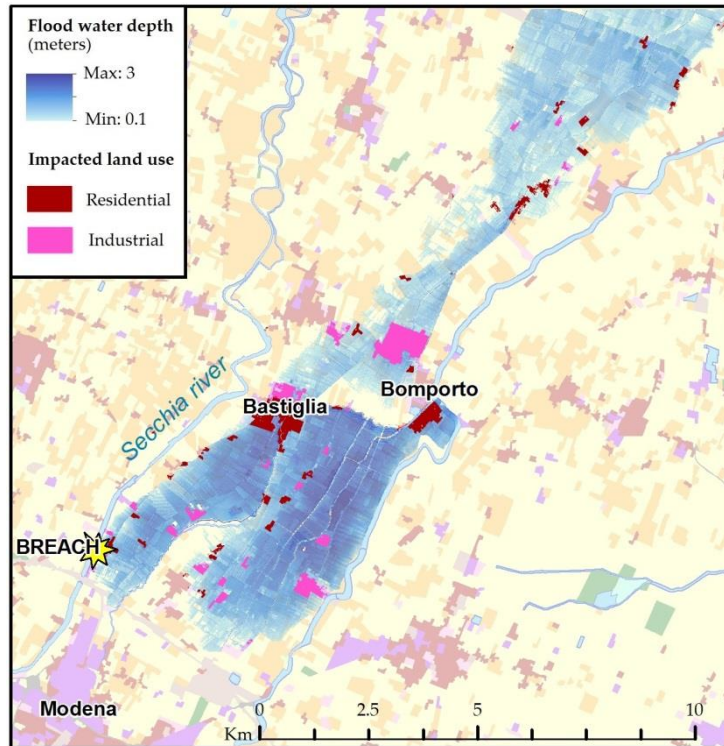 Flood water depth
(meters)
Max: 3
Min: 0.1
Impacted land use
Residential
Industrial
Secchia river
Bastiglia
Bomporto
BREACH
Modena
0 2.5 5 10
Km